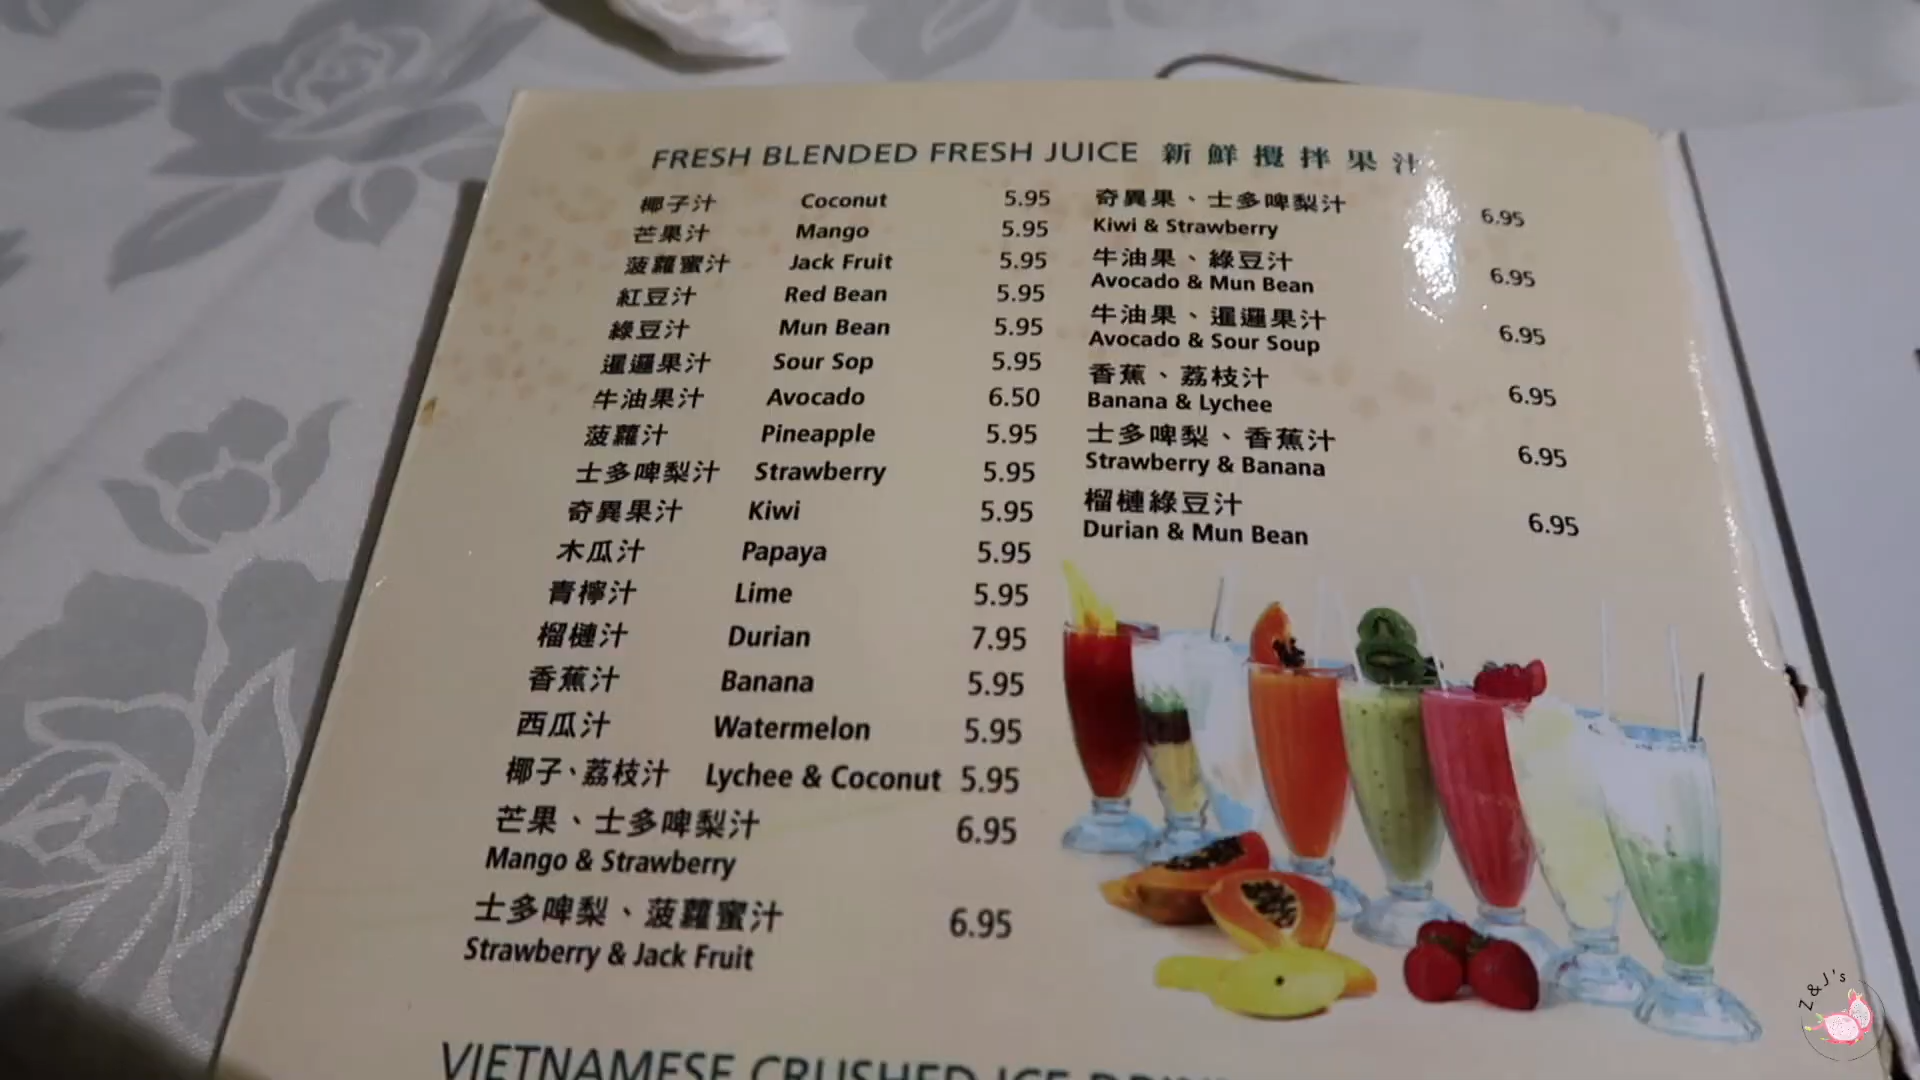 FRESH BLENDED FRESH JUICE 新鮮攪拌果汁
椰子汁 Coconut 5.95
芒果汁 Mango 5.95
菠蘿蜜汁 Jack Fruit 5.95
紅豆汁 Red Bean 5.95
綠豆汁 Mun Bean 5.95
暹邏果汁 Sour Sop 5.95
牛油果汁 Avocado 6.50
菠蘿汁 Pineapple 5.95
士多啤梨汁 Strawberry 5.95
奇異果汁 Kiwi 5.95
木瓜汁 Papaya 5.95
青檸汁 Lime 5.95
榴槤汁 Durian 7.95
香蕉汁 Banana 5.95
西瓜汁 Watermelon 5.95
椰子、荔枝汁 Lychee & Coconut 5.95
芒果、士多啤梨汁 6.95
Mango & Strawberry
士多啤梨、菠蘿蜜汁 6.95
Strawberry & Jack Fruit
奇異果、士多啤梨汁 6.95
Kiwi & Strawberry
牛油果、綠豆汁 6.95
Avocado & Mun Bean
牛油果、暹邏果汁 6.95
Avocado & Sour Soup
香蕉、荔枝汁 6.95
Banana & Lychee
士多啤梨、香蕉汁 6.95
Strawberry & Banana
榴槤綠豆汁 6.95
Durian & Mun Bean
VIETNAMESE CRUSHED ICE
Z&J's